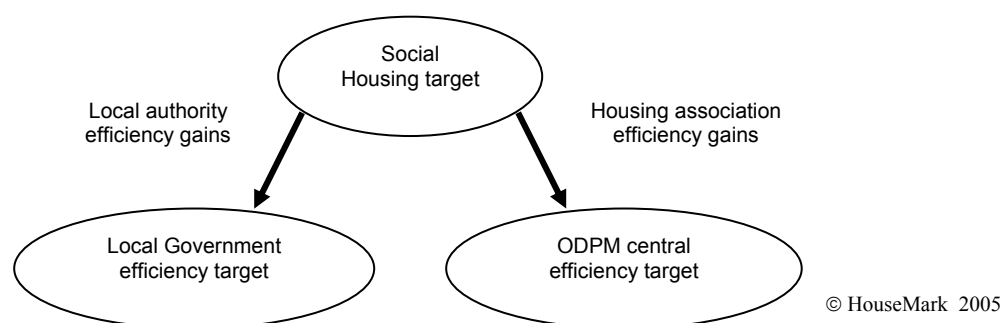 Social
Housing target
Local authority
efficiency gains
Housing association
efficiency gains
Local Government
efficiency target
ODPM central
efficiency target
© HouseMark 2005